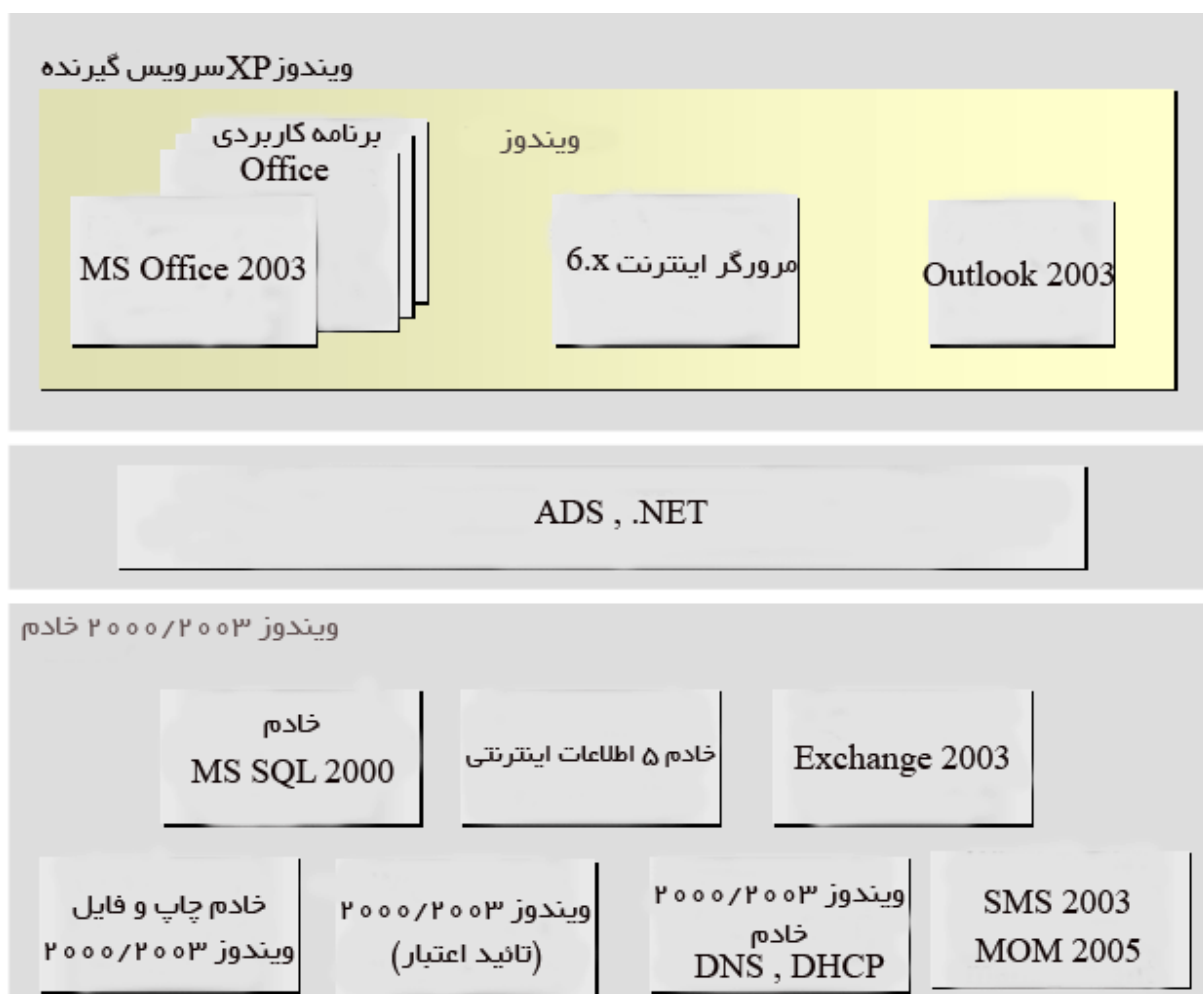 ویندوز XP سرویس گیرنده
برنامه کاربردی
Office
ویندوز
MS Office 2003
مرورگر اینترنت 6.x
Outlook 2003
ADS , .NET
ویندوز ۲۰۰۰/۲۰۰۳ خادم
خادم
MS SQL 2000
خادم ۵ اطلاعات اینترنتی
Exchange 2003
خادم چاپ و فایل
ویندوز ۲۰۰۰/۲۰۰۳
ویندوز ۲۰۰۰/۲۰۰۳
(تائید اعتبار)
ویندوز ۲۰۰۰/۲۰۰۳
خادم
DNS , DHCP
SMS 2003
MOM 2005